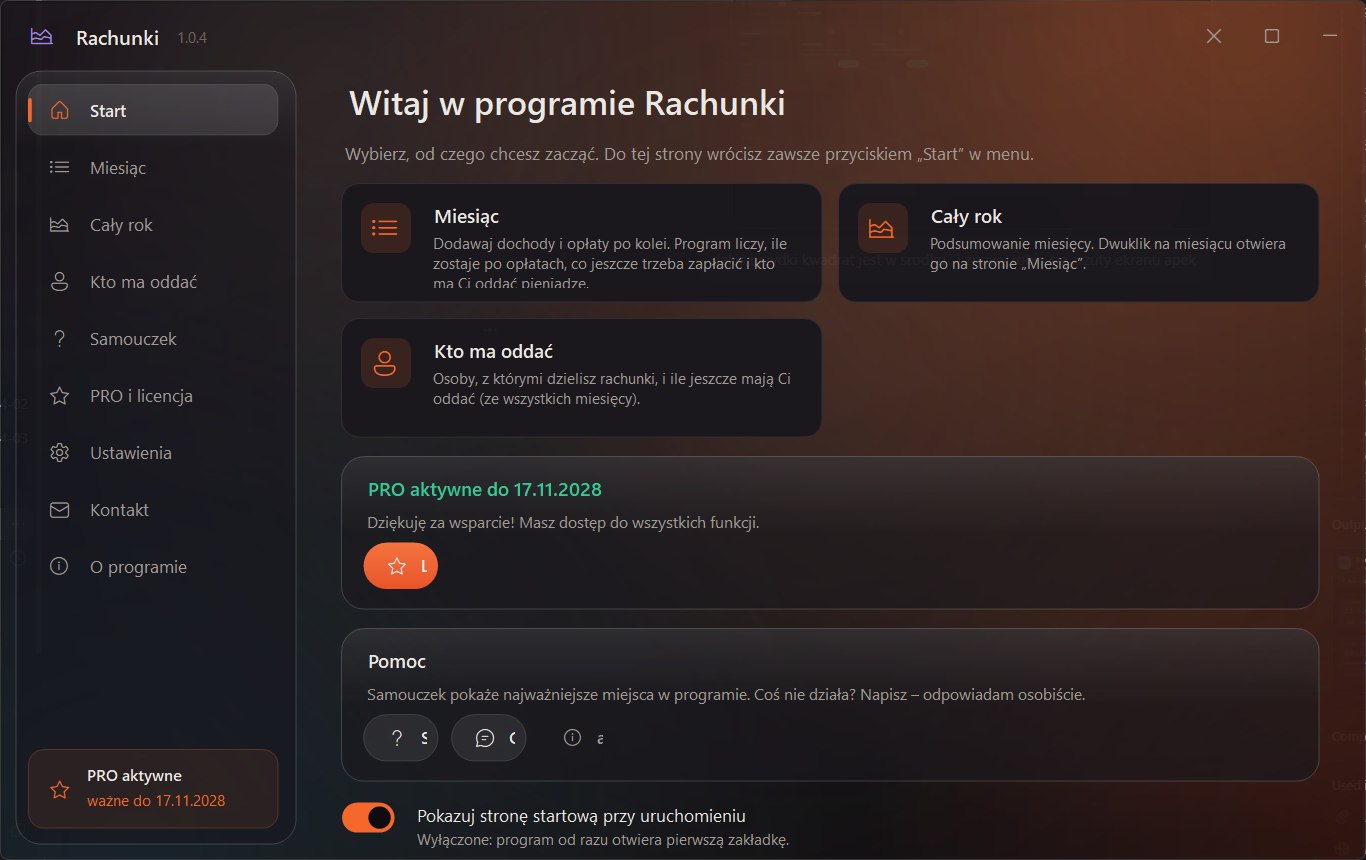 Rachunki 1.0.4
Start
Miesiąc
Cały rok
Kto ma oddać
Samouczek
PRO i licencja
Ustawienia
Kontakt
O programie
PRO aktywne
ważne do 17.11.2028
Witaj w programie Rachunki
Wybierz, od czego chcesz zacząć. Do tej strony wrócisz zawsze przyciskiem „Start” w menu.
Miesiąc
Dodawaj dochody i opłaty po kolei. Program liczy, ile
zostaje po opłatach, co jeszcze trzeba zapłacić i kto
ma Ci oddać pieniądze.
Cały rok
Podsumowanie miesięcy. Dwuklik na miesiącu otwiera
go na stronie „Miesiąc”.
Kto ma oddać
Osoby, z którymi dzielisz rachunki, i ile jeszcze mają Ci
oddać (ze wszystkich miesięcy).
PRO aktywne do 17.11.2028
Dziękuję za wsparcie! Masz dostęp do wszystkich funkcji.
Pomoc
Samouczek pokaże najważniejsze miejsca w programie. Coś nie działa? Napisz – odpowiadam osobiście.
Pokazuj stronę startową przy uruchomieniu
Wyłączone: program od razu otwiera pierwszą zakładkę.